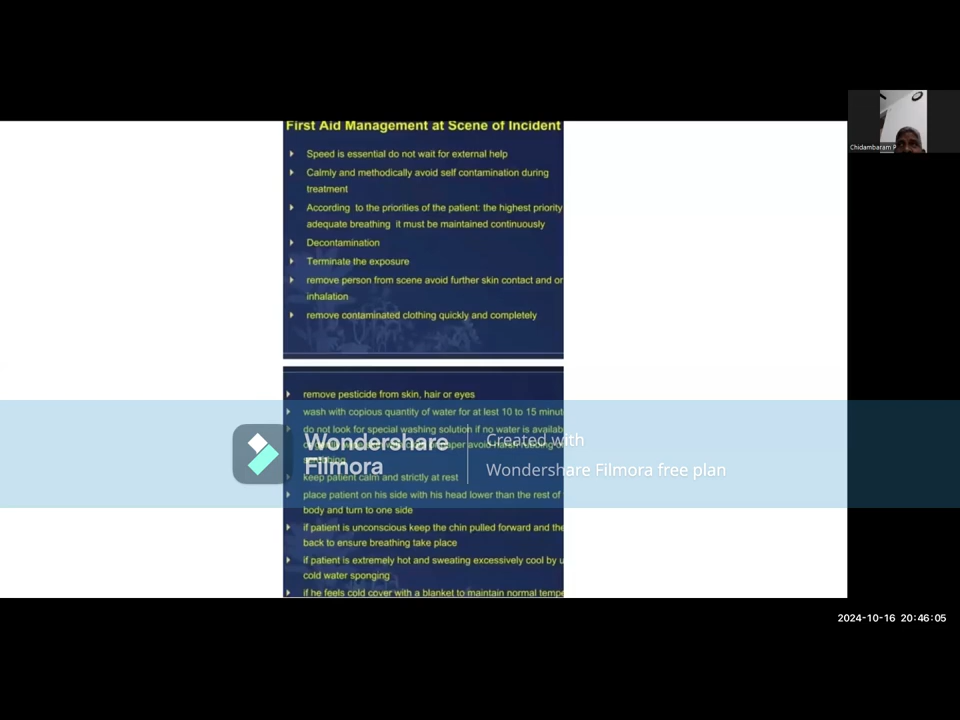 First Aid Management at Scene of Incident
Speed is essential do not wait for external help
Calmly and methodically avoid self contamination during
treatment
According to the priorities of the patient: the highest priority
adequate breathing it must be maintained continuously
Decontamination
Terminate the exposure
remove person from scene avoid further skin contact and or
inhalation
remove contaminated clothing quickly and completely
Chidambaram P
remove pesticide from skin, hair or eyes
wash with copious quantity of water for at lest 10 to 15 minut
do not look for special washing solution if no water is availab
keep patient calm and strictly at rest
place patient on his side with his head lower than the rest of
body and turn to one side
if patient is unconscious keep the chin pulled forward and the
back to ensure breathing take place
if patient is extremely hot and sweating excessively cool by u
cold water sponging
if he feels cold cover with a blanket to maintain normal tempe
Wondershare
Filmora
Created with
Wondershare Filmora free plan
2024-10-16 20:46:05